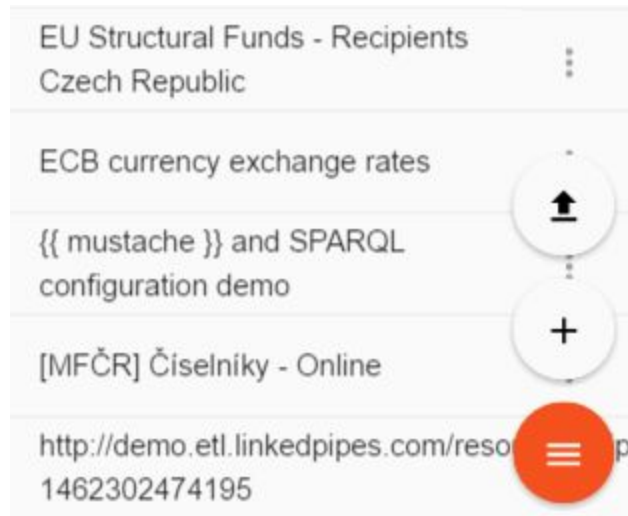 EU Structural Funds - Recipients
Czech Republic
ECB currency exchange rates
{{ mustache }} and SPARQL
configuration demo
[MFČR] Číselníky - Online
http://demo.etl.linkedpipes.com/reso
1462302474195